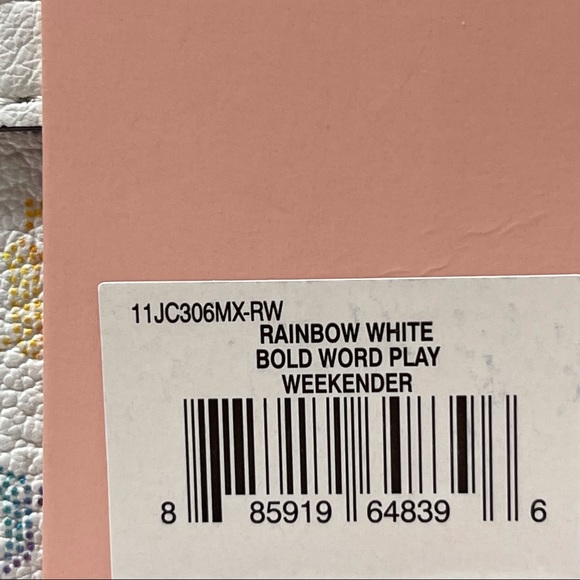 11JC306MX-RW
RAINBOW WHITE
BOLD WORD PLAY
WEEKENDER
8 85919 64839 6